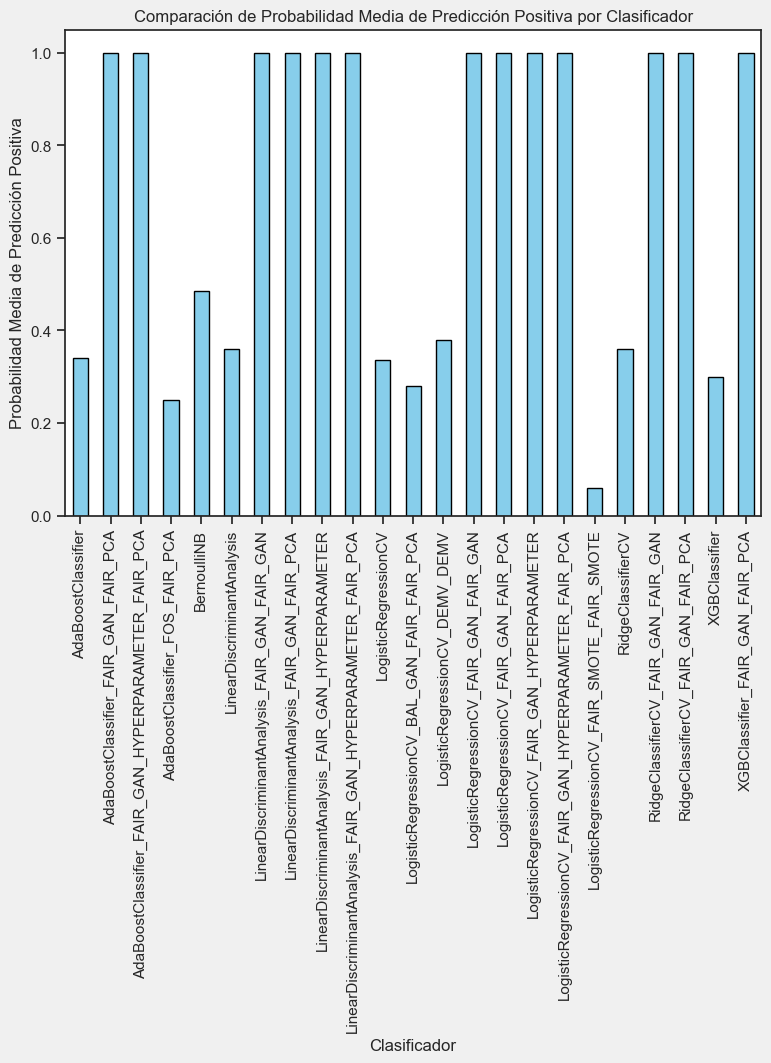 Comparación de Probabilidad Media de Predicción Positiva por Clasificador
Probabilidad Media de Predicción Positiva
1.0
0.8
0.6
0.4
0.2
0.0
AdaBoostClassifier
AdaBoostClassifier_FAIR_GAN_FAIR_PCA
AdaBoostClassifier_FAIR_GAN_HYPERPARAMETER_FAIR_PCA
AdaBoostClassifier_FOS_FAIR_PCA
BernoulliNB
LinearDiscriminantAnalysis
LinearDiscriminantAnalysis_FAIR_GAN_FAIR_GAN
LinearDiscriminantAnalysis_FAIR_GAN_FAIR_PCA
LinearDiscriminantAnalysis_FAIR_GAN_HYPERPARAMETER
LinearDiscriminantAnalysis_FAIR_GAN_HYPERPARAMETER_FAIR_PCA
LogisticRegressionCV
LogisticRegressionCV_BAL_GAN_FAIR_PCA
LogisticRegressionCV_DEMV_DEMV
LogisticRegressionCV_FAIR_GAN_FAIR_GAN
LogisticRegressionCV_FAIR_GAN_FAIR_PCA
LogisticRegressionCV_FAIR_GAN_HYPERPARAMETER
LogisticRegressionCV_FAIR_GAN_HYPERPARAMETER_FAIR_PCA
LogisticRegressionCV_FAIR_SMOTE_FAIR_SMOTE
RidgeClassifierCV
RidgeClassifierCV_FAIR_GAN_FAIR_GAN
RidgeClassifierCV_FAIR_GAN_FAIR_PCA
XGBClassifier
XGBClassifier_FAIR_GAN_FAIR_PCA
Clasificador